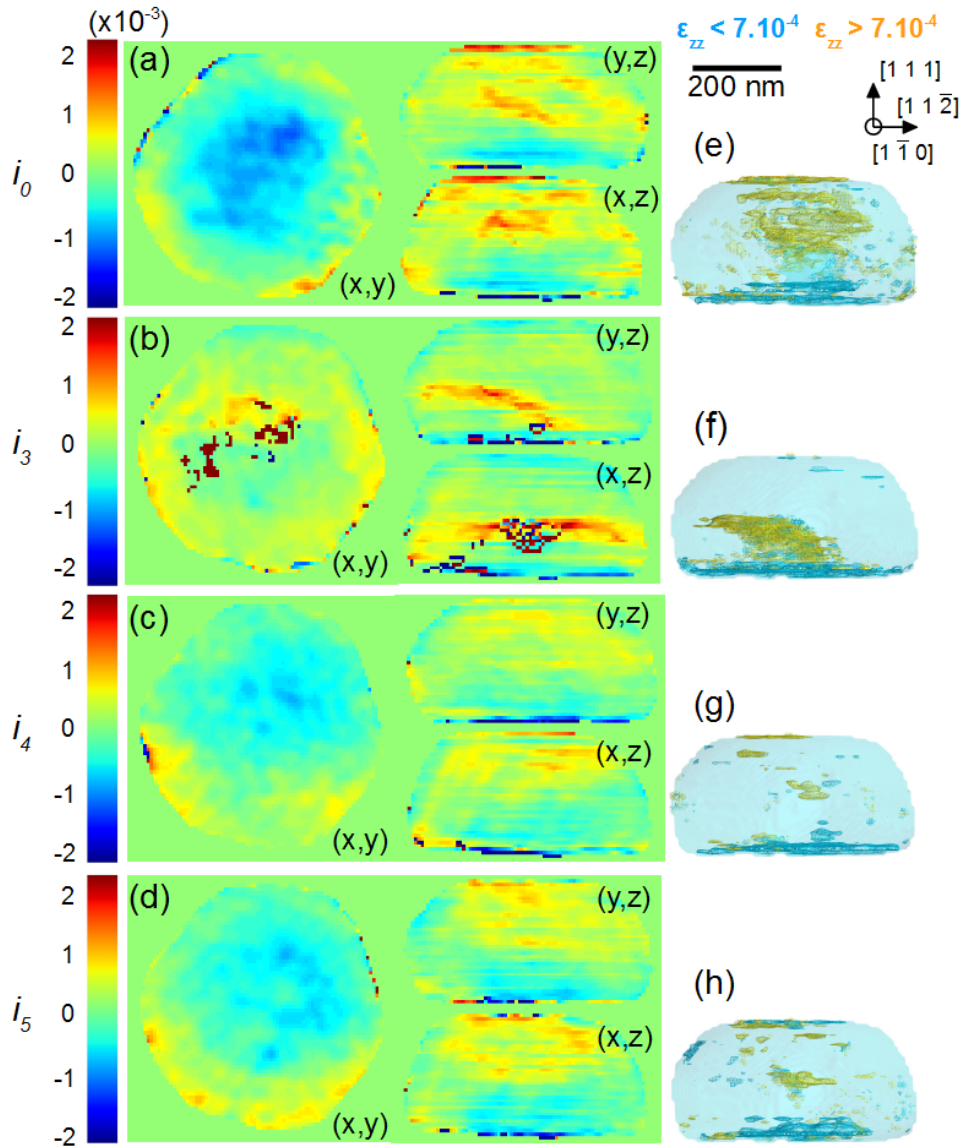 (x10⁻³)
2
1
0
-1
-2
i₀
(a)
(y,z)
(x,z)
(x,y)
2
1
0
-1
-2
i₃
(b)
(y,z)
(x,z)
(x,y)
2
1
0
-1
-2
i₄
(c)
(y,z)
(x,z)
(x,y)
2
1
0
-1
-2
i₅
(d)
(y,z)
(x,z)
(x,y)
ε_zz < 7.10⁻⁴ ε_zz > 7.10⁻⁴
200 nm
[1 1 1]
[1 1 2̅]
[1 1̅ 0]
(e)
(f)
(g)
(h)